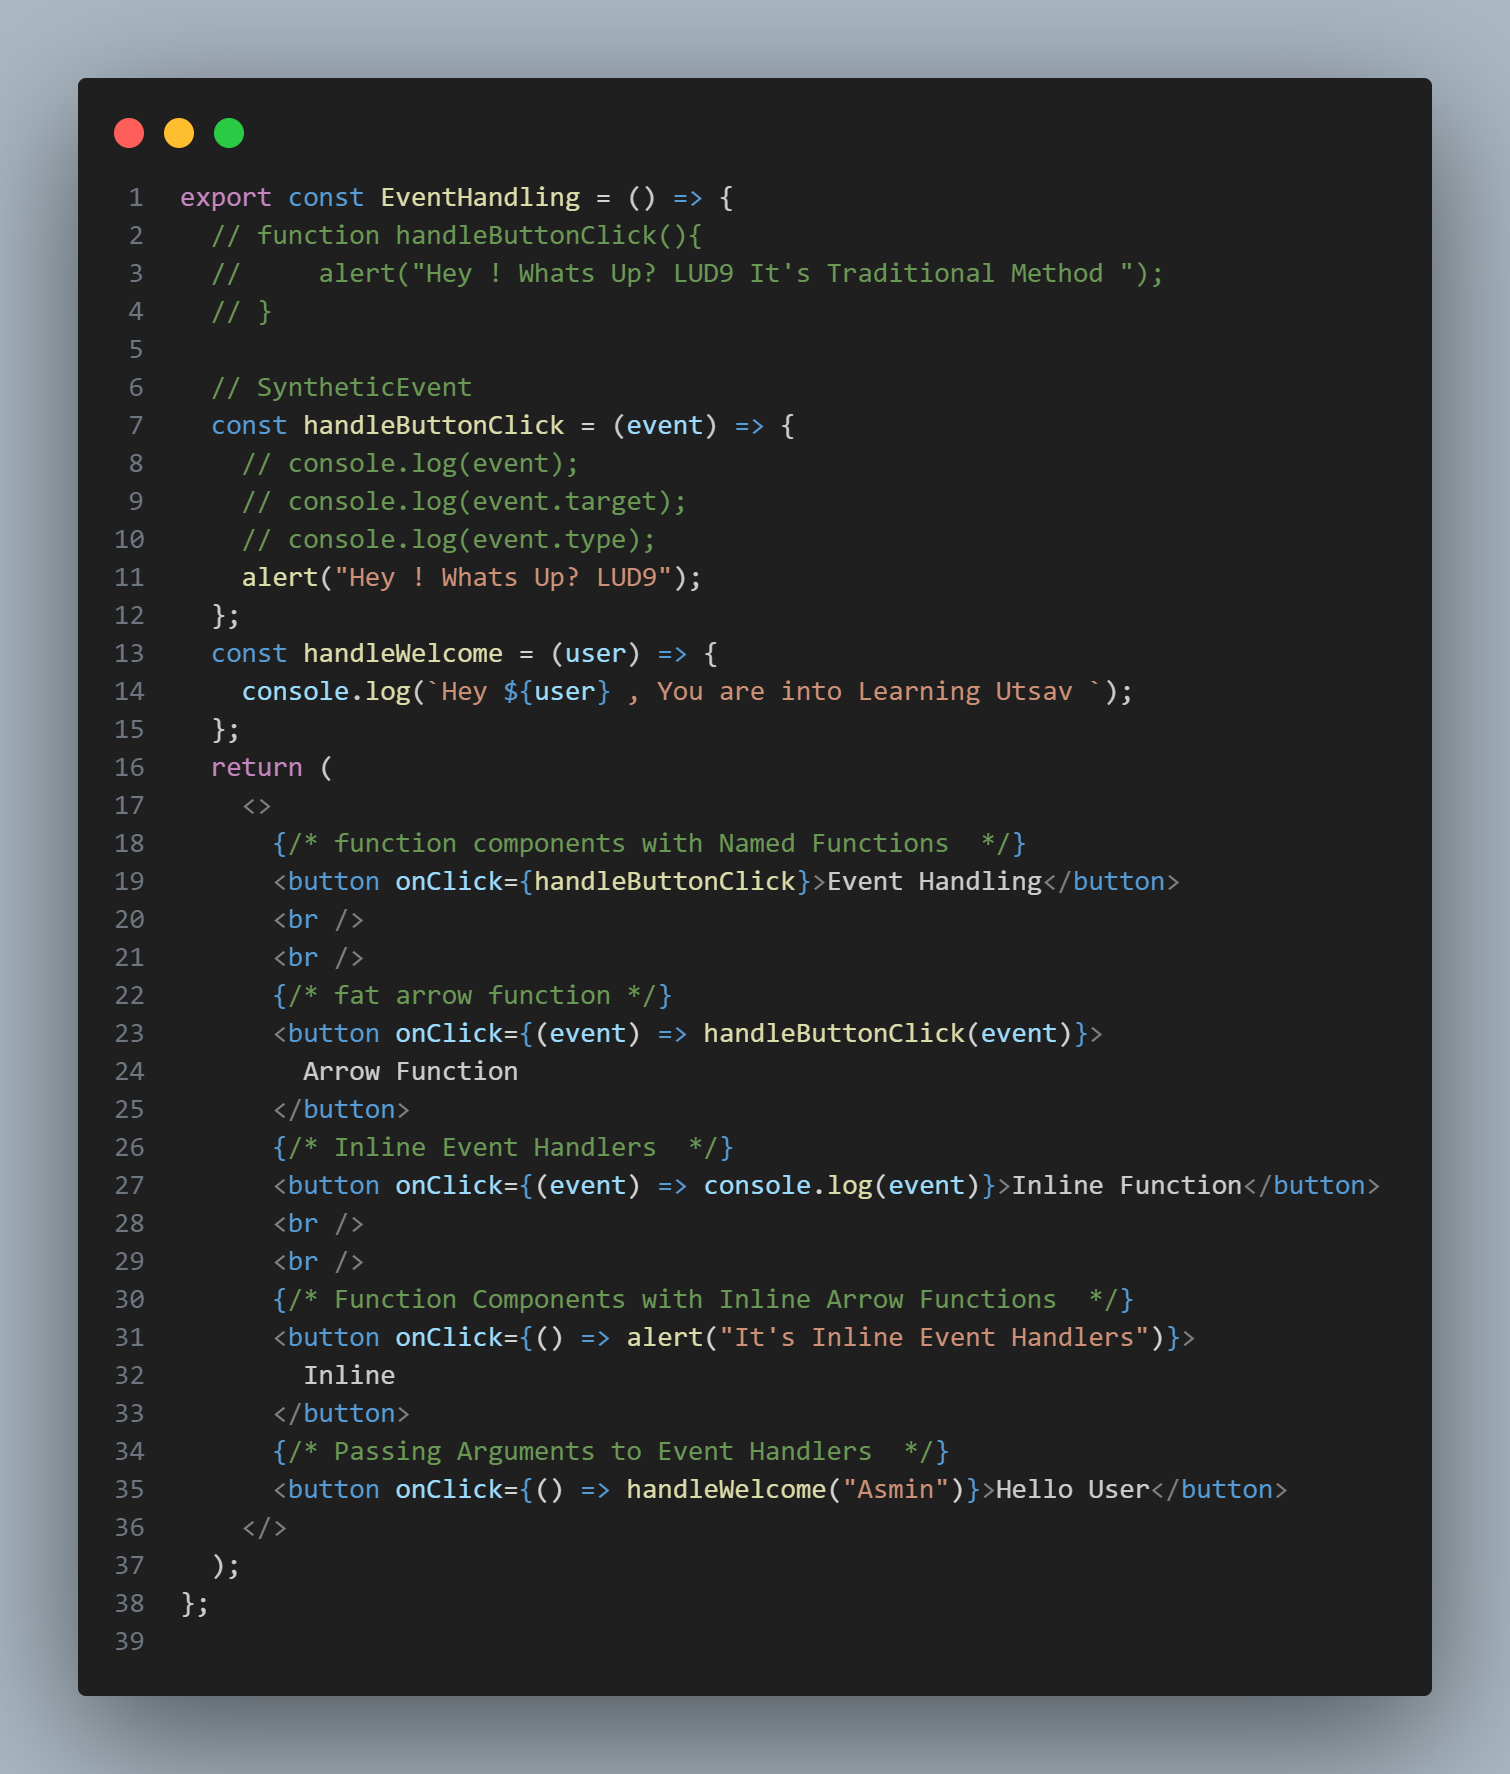 1 export const EventHandling = () => {
2   // function handleButtonClick(){
3   //     alert("Hey ! Whats Up? LUD9 It's Traditional Method ");
4   // }
5
6   // SyntheticEvent
7   const handleButtonClick = (event) => {
8     // console.log(event);
9     // console.log(event.target);
10     // console.log(event.type);
11     alert("Hey ! Whats Up? LUD9");
12   };
13   const handleWelcome = (user) => {
14     console.log(`Hey ${user} , You are into Learning Utsav `);
15   };
16   return (
17     <>
18       {/* function components with Named Functions  */}
19       <button onClick={handleButtonClick}>Event Handling</button>
20       <br />
21       <br />
22       {/* fat arrow function */}
23       <button onClick={(event) => handleButtonClick(event)}>
24         Arrow Function
25       </button>
26       {/* Inline Event Handlers  */}
27       <button onClick={(event) => console.log(event)}>Inline Function</button>
28       <br />
29       <br />
30       {/* Function Components with Inline Arrow Functions  */}
31       <button onClick={() => alert("It's Inline Event Handlers")}>
32         Inline
33       </button>
34       {/* Passing Arguments to Event Handlers  */}
35       <button onClick={() => handleWelcome("Asmin")}>Hello User</button>
36     </>
37   );
38 };
39